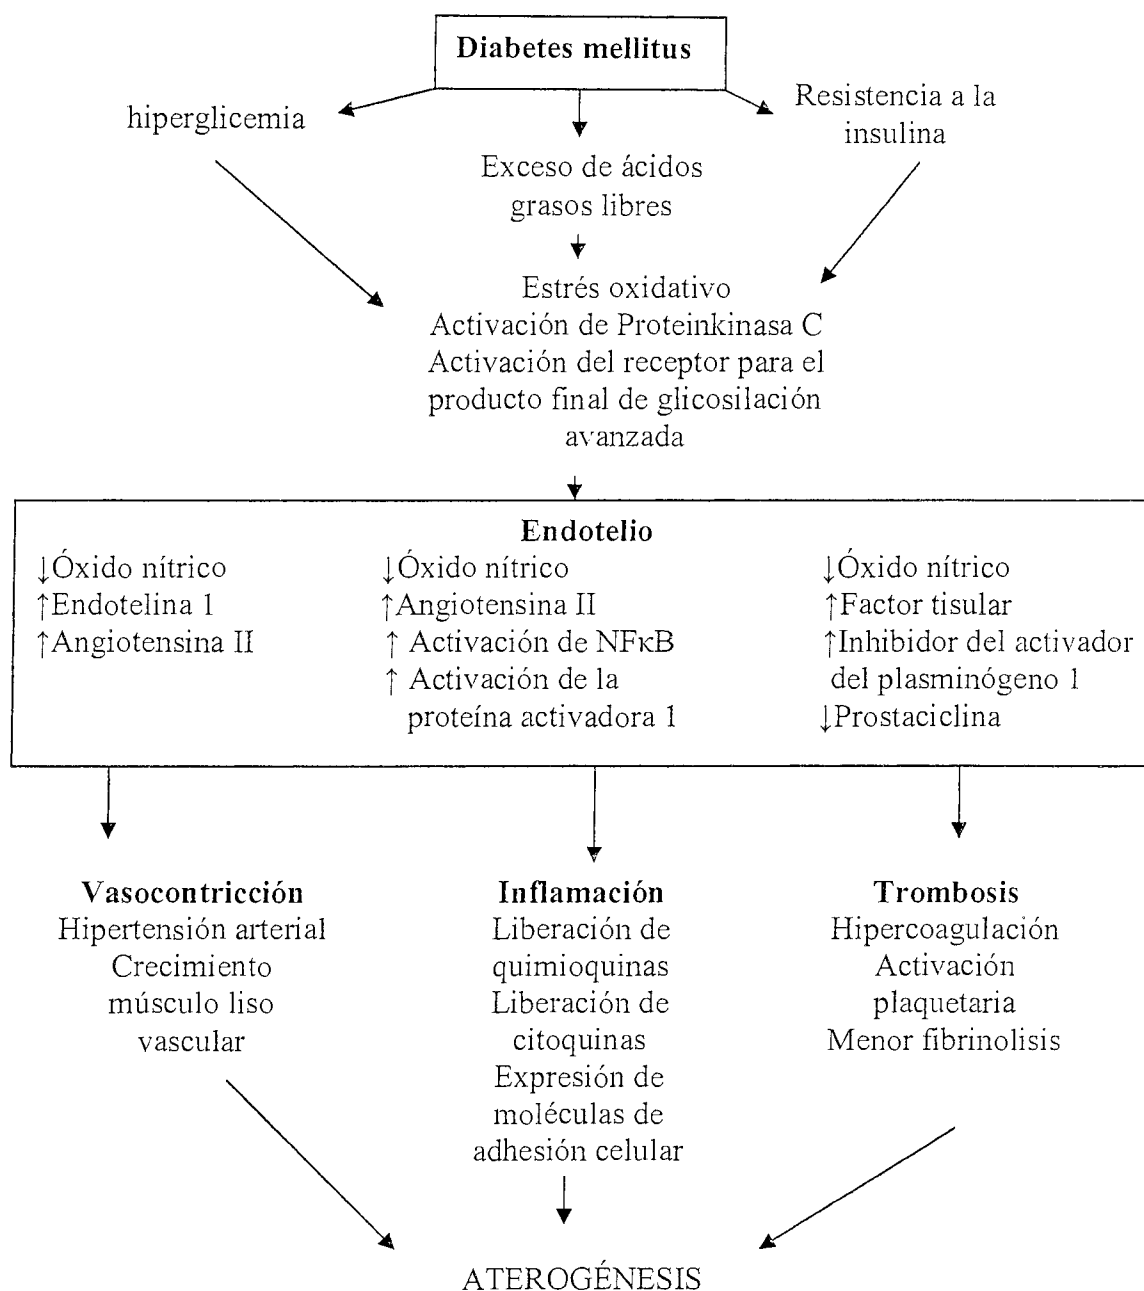 Diabetes mellitus
hiperglicemia
Exceso de ácidos
grasos libres
Resistencia a la
insulina
Estrés oxidativo
Activación de Proteinkinasa C
Activación del receptor para el
producto final de glicosilación
avanzada
Endotelio
↓Óxido nítrico
↑Endotelina 1
↑Angiotensina II
↓Óxido nítrico
↑Angiotensina II
↑ Activación de NFκB
↑ Activación de la
proteína activadora 1
↓Óxido nítrico
↑Factor tisular
↑Inhibidor del activador
del plasminógeno 1
↓Prostaciclina
Vasocontricción
Hipertensión arterial
Crecimiento
músculo liso
vascular
Inflamación
Liberación de
quimioquinas
Liberación de
citoquinas
Expresión de
moléculas de
adhesión celular
Trombosis
Hipercoagulación
Activación
plaquetaria
Menor fibrinolisis
ATEROGÉNESIS